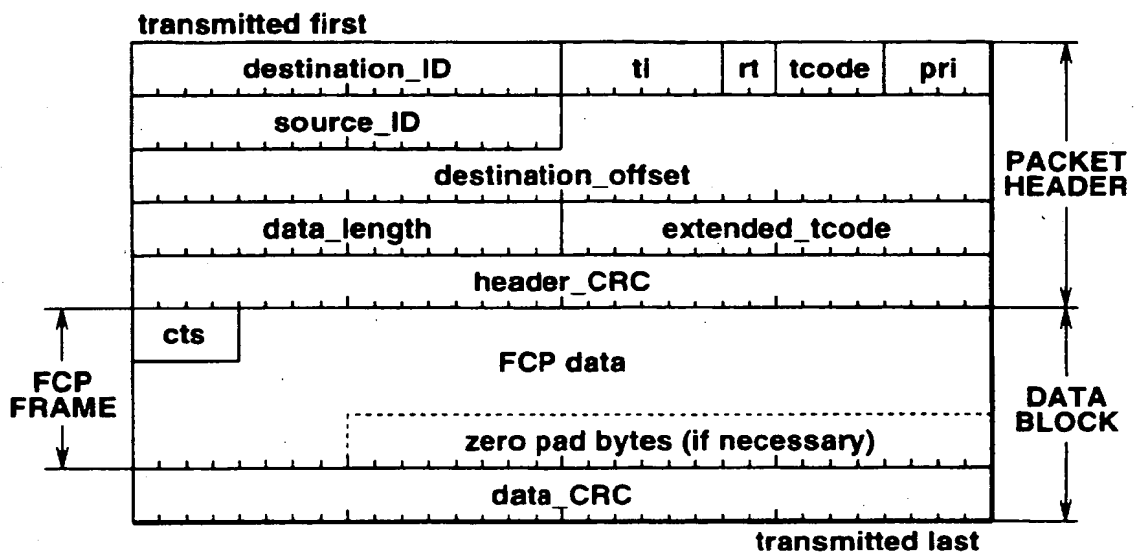 transmitted first
destination_ID tl rt tcode pri
source_ID
destination_offset
PACKET
HEADER
data_length extended_tcode
header_CRC
cts
FCP data
FCP
FRAME
DATA
BLOCK
zero pad bytes (if necessary)
data_CRC
transmitted last